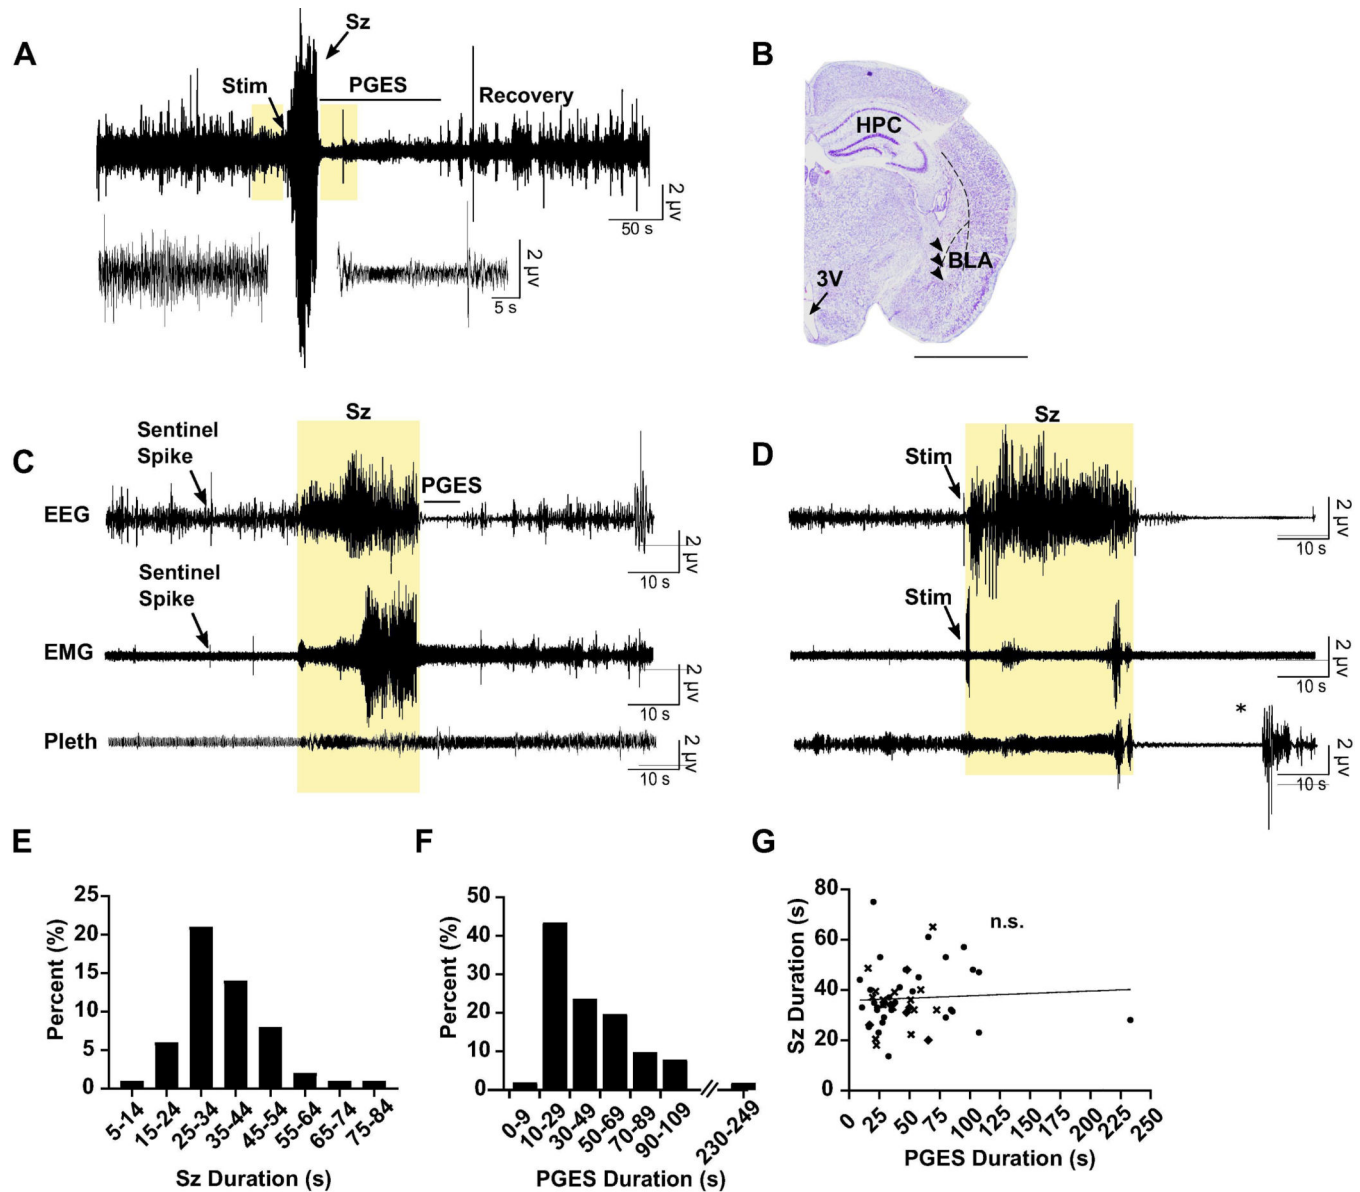 A
Sz
Stim
PGES
Recovery
2 μv
50 s
2 μv
5 s
B
HPC
BLA
3V
C
Sz
Sentinel
Spike
PGES
EEG
2 μv
10 s
Sentinel
Spike
EMG
2 μv
10 s
Pleth
2 μv
10 s
D
Sz
Stim
2 μv
10 s
Stim
2 μv
10 s
*
2 μv
10 s
E
Percent (%)
25
20
15
10
5
0
5-14
15-24
25-34
35-44
45-54
55-64
65-74
75-84
Sz Duration (s)
F
Percent (%)
50
40
30
20
10
0
0-9
10-29
30-49
50-69
70-89
90-109
230-249
PGES Duration (s)
G
Sz Duration (s)
80
60
40
20
0
n.s.
0
25
50
75
100
125
150
175
200
225
250
PGES Duration (s)